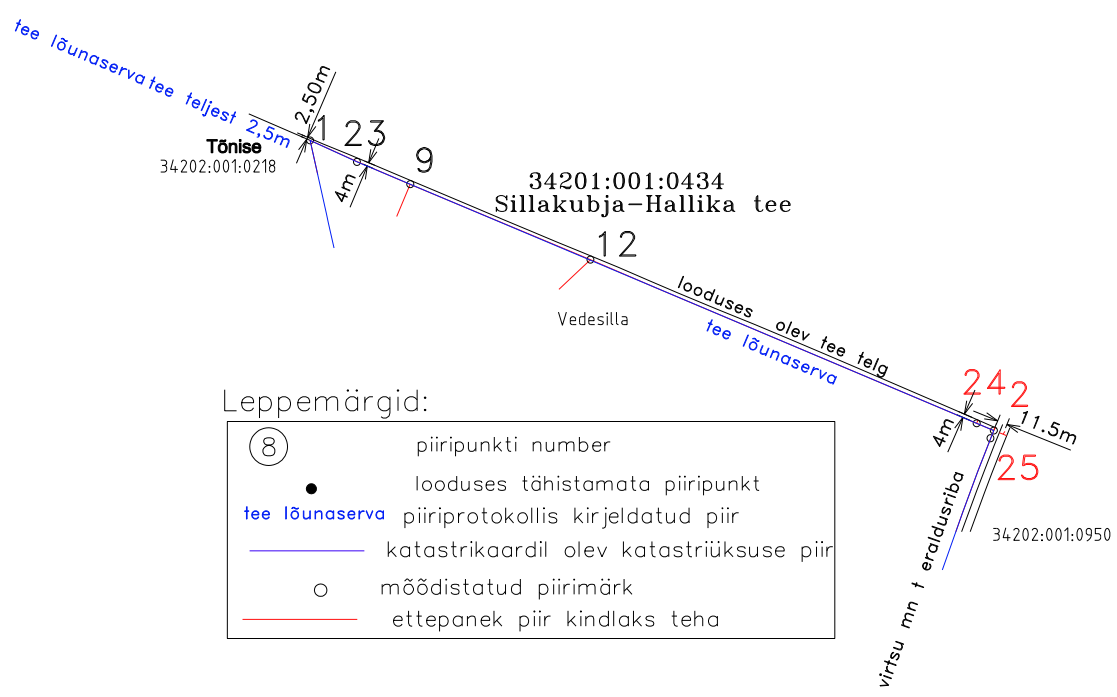 tee lõunaserva tee teljest 2,5m
2,50m
1
23
9
Tõnise
34202:001:0218
4m
34201:001:0434
Sillakubja-Hallika tee
12
looduses olev tee telg
tee lõunaserva
Vedesilla
24
2
4m
11.5m
25
virtsu mn t eraldusriba
34202:001:0950
Leppemärgid:
8 piiripunkti number
looduses tähistamata piiripunkt
tee lõunaserva piiriprotokollis kirjeldatud piir
katastrikaardil olev katastriüksuse piir
mõõdistatud piirimärk
ettepanek piir kindlaks teha